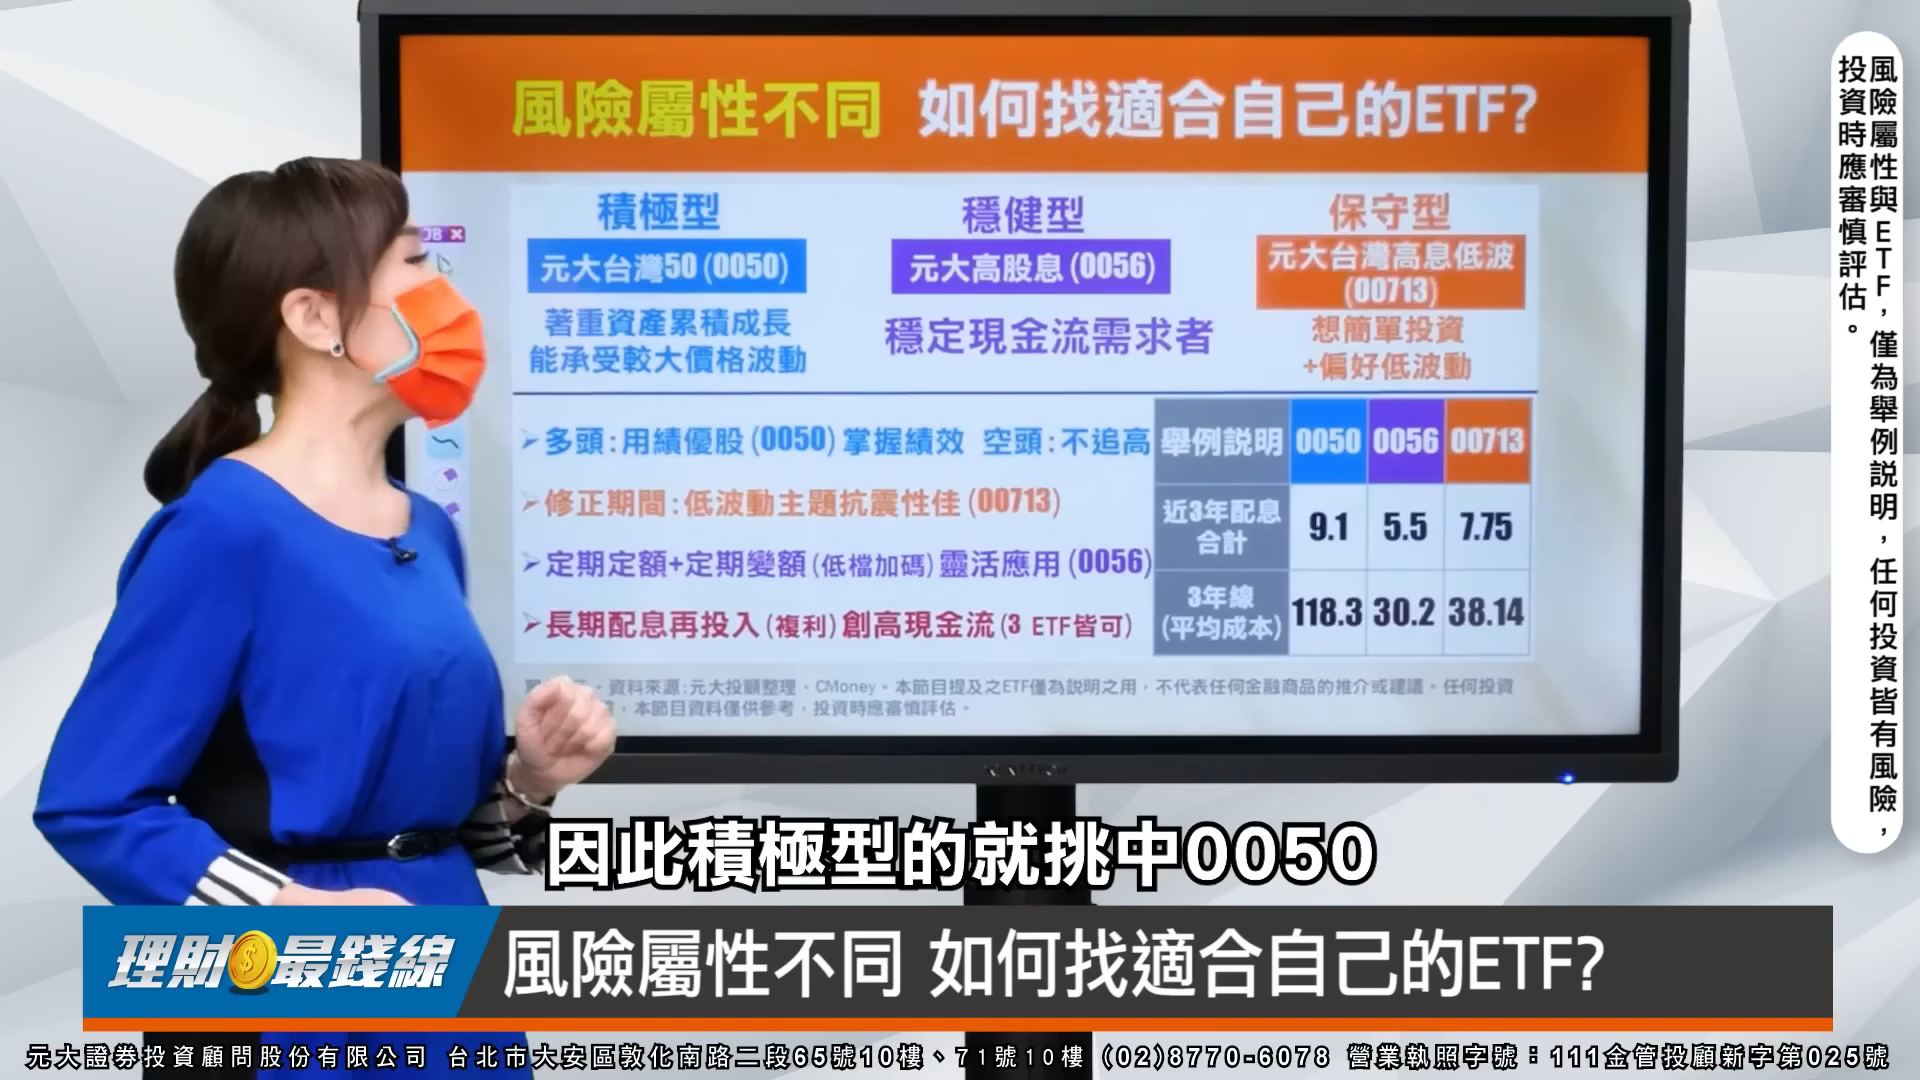 風險屬性不同 如何找適合自己的ETF?
積極型
元大台灣50 (0050)
著重資產累積成長
能承受較大價格波動
穩健型
元大高股息 (0056)
穩定現金流需求者
保守型
元大台灣高息低波
(00713)
想簡單投資
+偏好低波動
➢多頭:用績優股 (0050) 掌握績效 空頭:不追高
➢修正期間:低波動主題抗震性佳 (00713)
➢定期定額+定期變額 (低檔加碼) 靈活應用 (0056)
➢長期配息再投入 (複利) 創高現金流 (3 ETF皆可)
舉例說明 0050 0056 00713
近3年配息
合計
9.1 5.5 7.75
3年線
(平均成本)
118.3 30.2 38.14
資料來源:元大投顧整理、CMoney。本節目提及之ETF僅為說明之用，不代表任何金融商品的推介或建議。任何投資
，本節目資料僅供參考，投資時應審慎評估。
風險屬性與ETF，僅為舉例說明，任何投資皆有風險，
投資時應審慎評估。
因此積極型的就挑中0050
理財最錢線
風險屬性不同 如何找適合自己的ETF?
元大證券投資顧問股份有限公司 台北市大安區敦化南路二段65號10樓、71號10樓 (02)8770-6078 營業執照字號：111金管投顧新字第025號